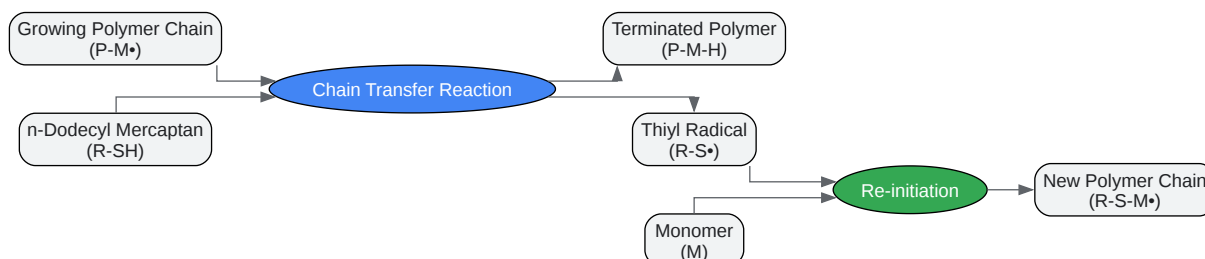 Growing Polymer Chain
(P-M•)
Terminated Polymer
(P-M-H)
Chain Transfer Reaction
n-Dodecyl Mercaptan
(R-SH)
Thiyl Radical
(R-S•)
Re-initiation
New Polymer Chain
(R-S-M•)
Monomer
(M)